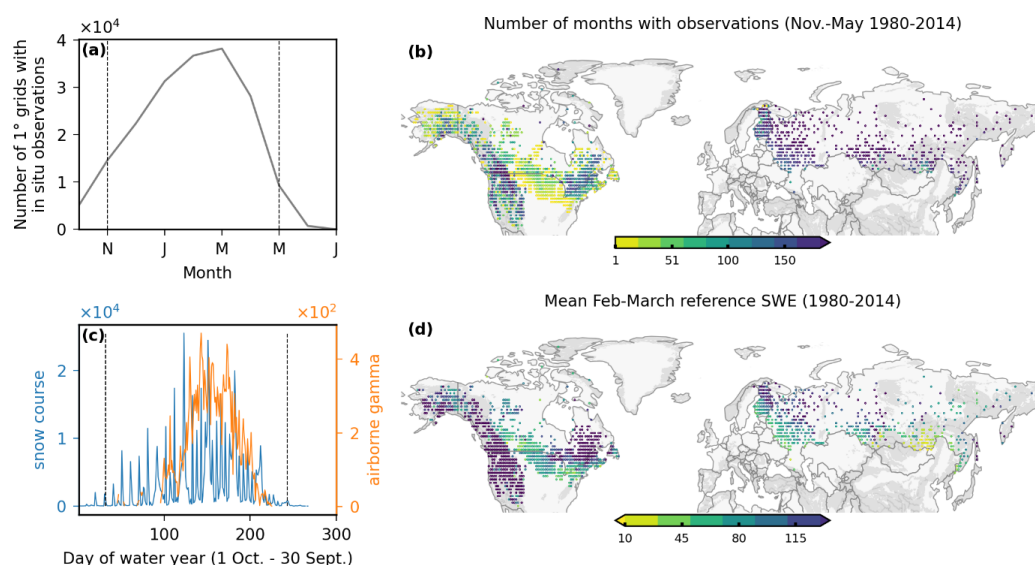 ×10⁴
(a)
Number of 1° grids with
in situ observations
4
3
2
1
0
N J M M J
Month
Number of months with observations (Nov.-May 1980-2014)
(b)
1 51 100 150
×10⁴ ×10²
(c)
snow course
2
1
0
airborne gamma
4
2
0
100 200 300
Day of water year (1 Oct. - 30 Sept.)
Mean Feb-March reference SWE (1980-2014)
(d)
10 45 80 115